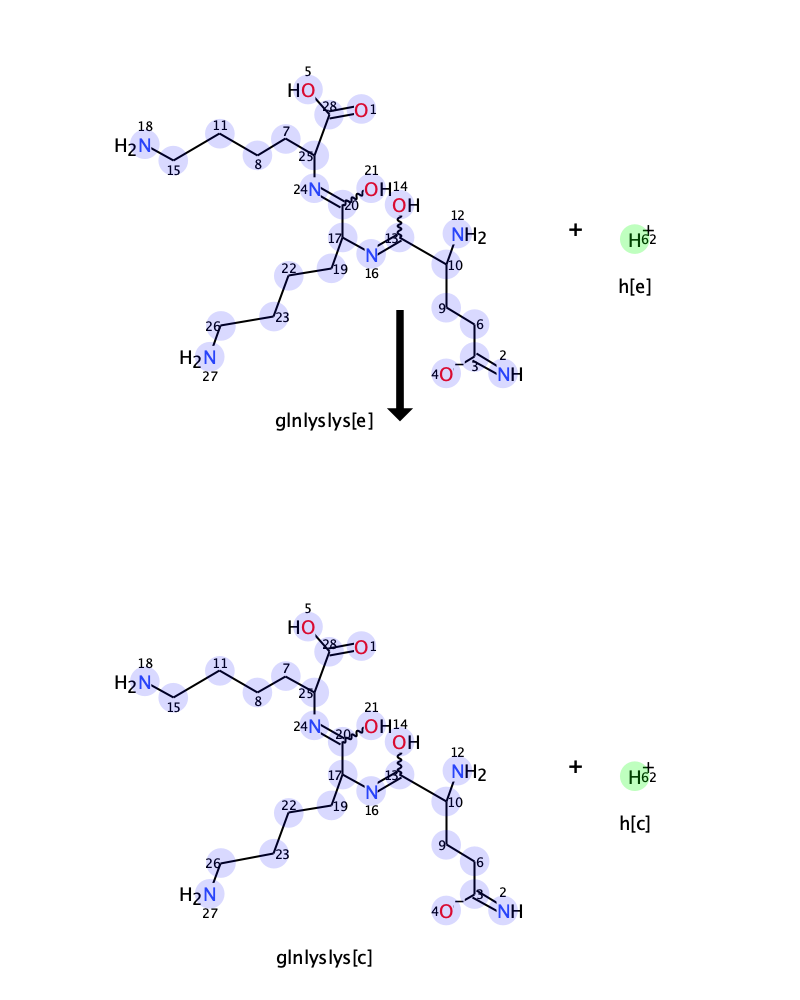 5
HO 28 O 1
18 11 7
H2N 15 8 25
24 N 21
20 OH 14
OH
12
17 13 NH2 + H+ 62
16 N 10
22 19 h[e]
9
26 23 6
H2N 3 2
27 4 O− NH
glnlyslys[e]
5
HO 28 O 1
18 11 7
H2N 15 8 25
24 N 21
20 OH 14
OH
12
17 13 NH2 + H+ 62
16 N 10
22 19 h[c]
9
26 23 6
H2N 3 2
27 4 O− NH
glnlyslys[c]